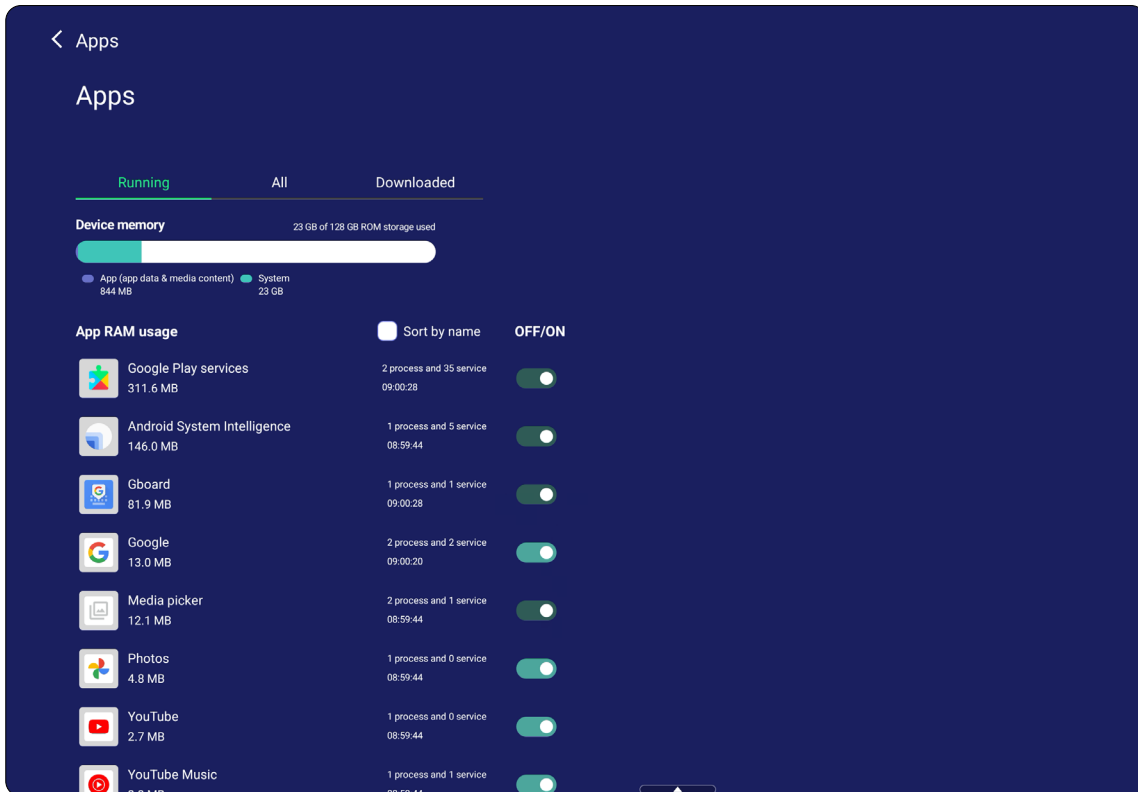 Apps
Apps
Running All Downloaded
Device memory 23 GB of 128 GB ROM storage used
App (app data & media content) System
844 MB 23 GB
App RAM usage Sort by name OFF/ON
Google Play services 2 process and 35 service
311.6 MB 09:00:28
Android System Intelligence 1 process and 5 service
146.0 MB 08:59:44
Gboard 1 process and 1 service
81.9 MB 09:00:28
Google 2 process and 2 service
13.0 MB 09:00:20
Media picker 2 process and 1 service
12.1 MB 08:59:44
Photos 1 process and 0 service
4.8 MB 08:59:44
YouTube 1 process and 0 service
2.7 MB 08:59:44
YouTube Music 1 process and 1 service